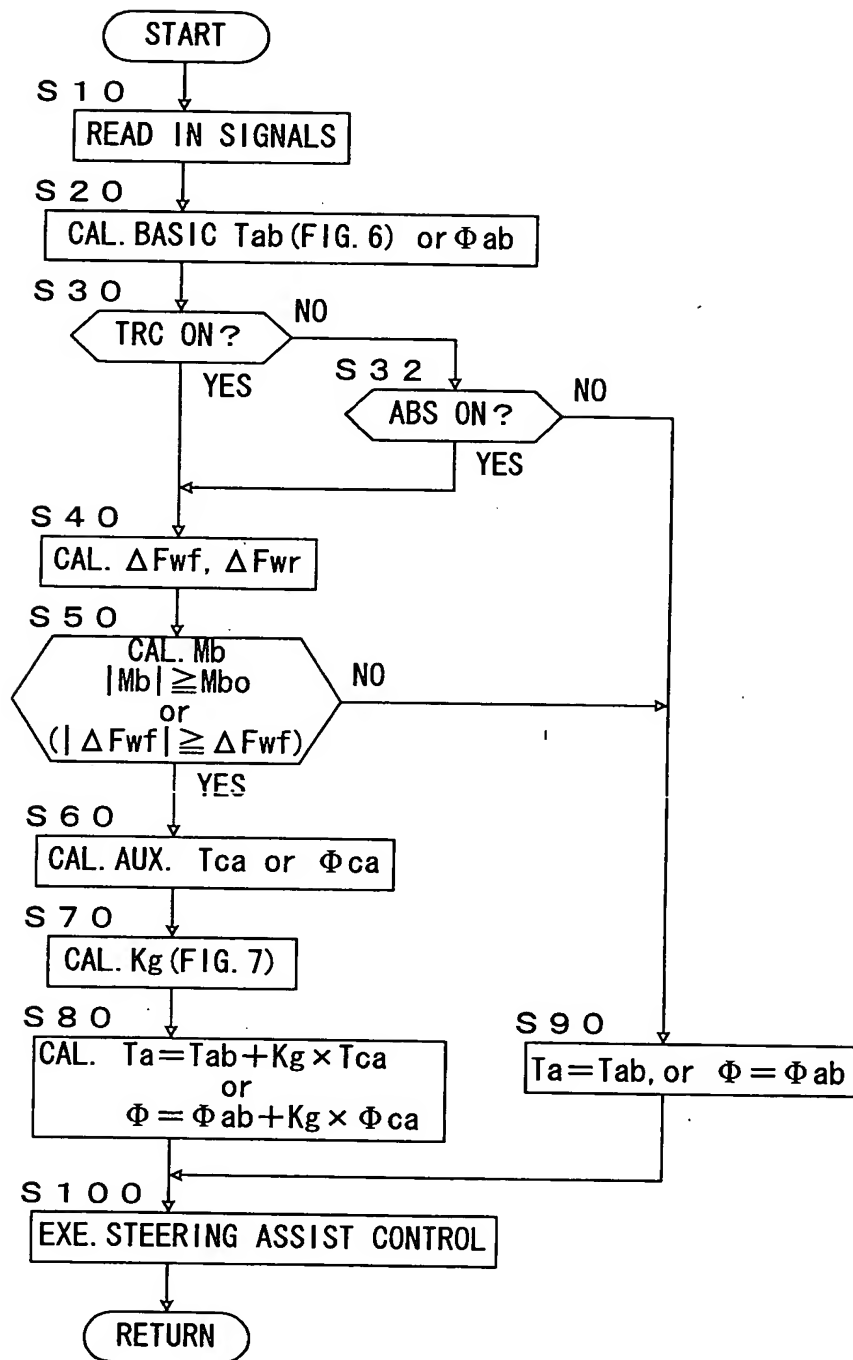 START
S10
READ IN SIGNALS
S20
CAL. BASIC Tab (FIG. 6) or Φab
S30
TRC ON?
NO
YES
S32
ABS ON?
NO
YES
S40
CAL. ΔFwf, ΔFwr
S50
CAL. Mb
|Mb| ≧ Mbo
or
(|ΔFwf| ≧ ΔFwf)
NO
YES
S60
CAL. AUX. Tca or Φca
S70
CAL. Kg (FIG. 7)
S80
CAL. Ta=Tab+Kg×Tca
or
Φ=Φab+Kg×Φca
S90
Ta=Tab, or Φ=Φab
S100
EXE. STEERING ASSIST CONTROL
RETURN